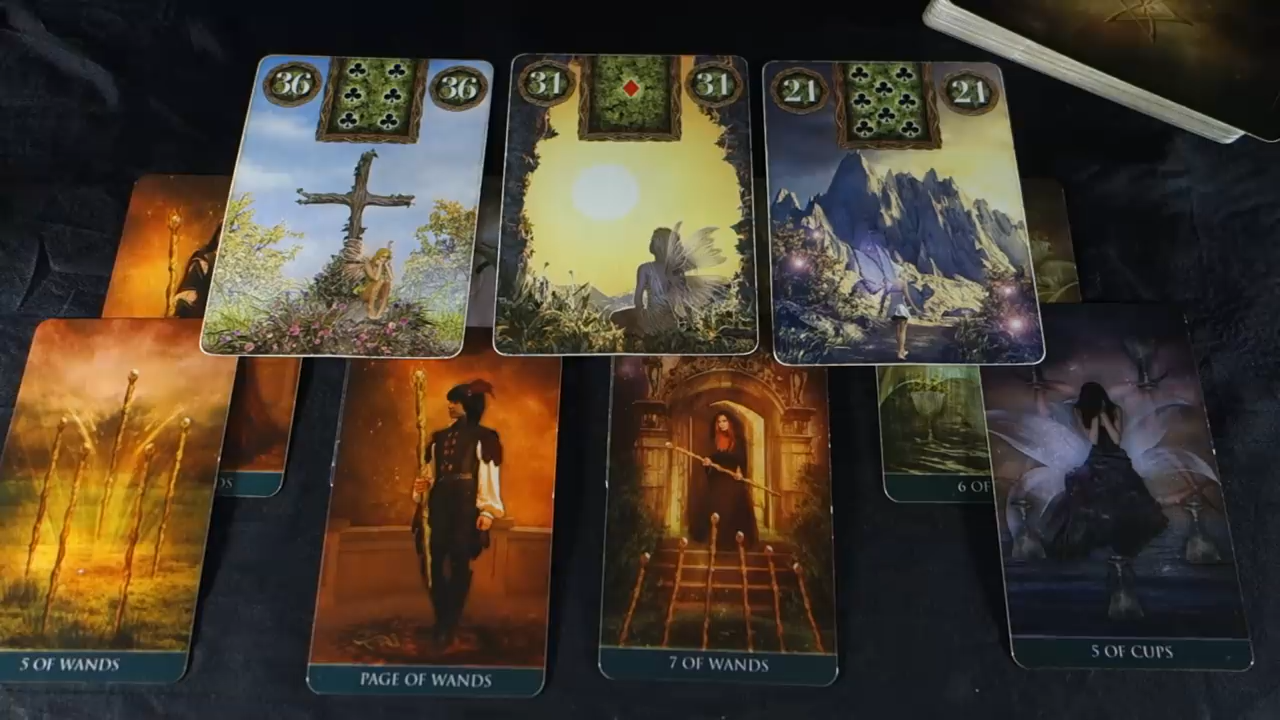 36 36
31 31
21 21
DS
6 OF
5 OF WANDS
PAGE OF WANDS
7 OF WANDS
5 OF CUPS